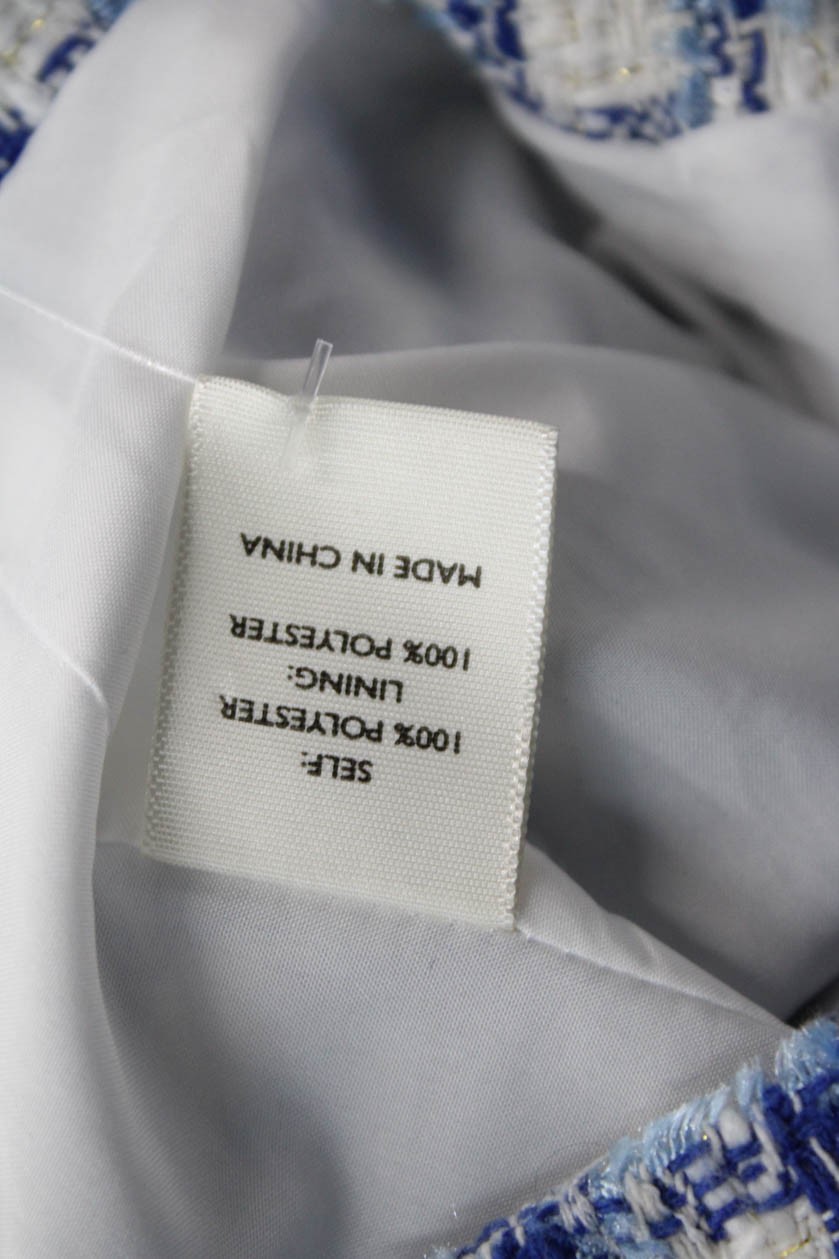 SELF:
100% POLYESTER
LINING:
100% POLYESTER
MADE IN CHINA